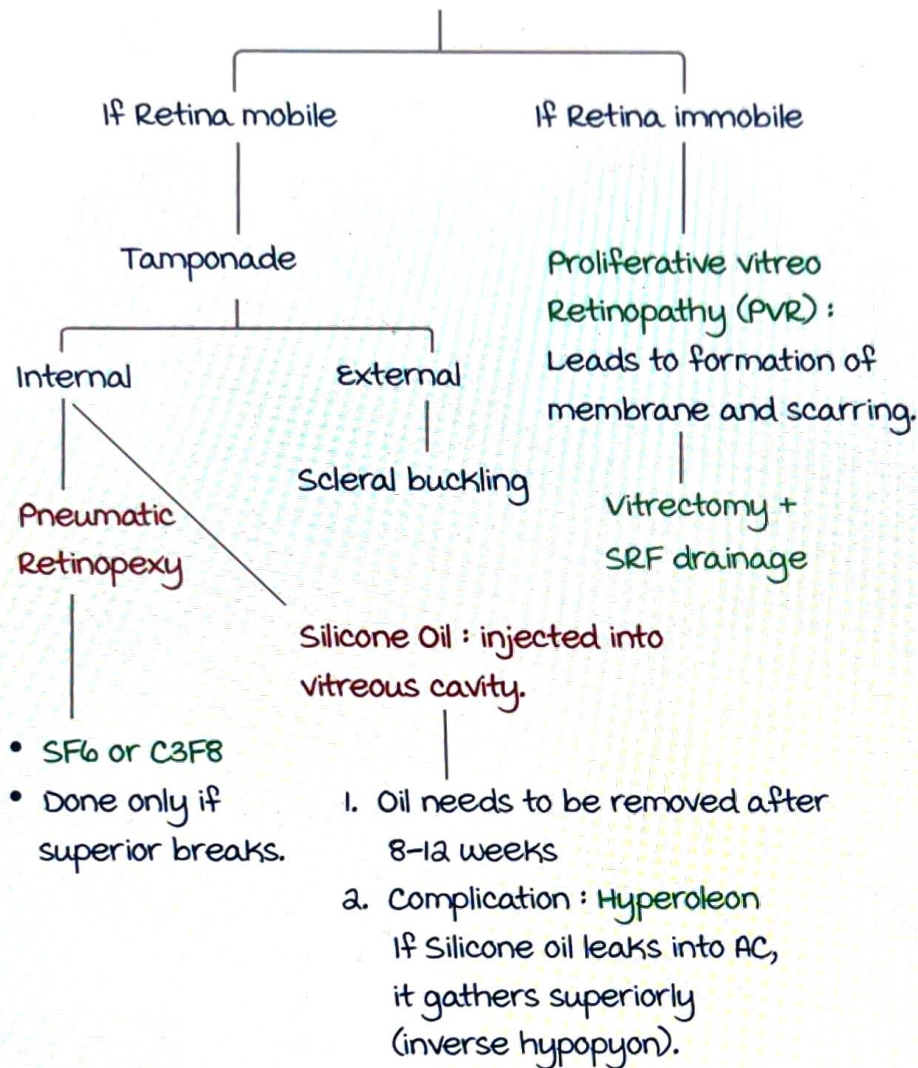 If Retina mobile
If Retina immobile
Tamponade
Internal
External
Scleral buckling
Pneumatic
Retinopexy
• SF6 or C3F8
• Done only if
superior breaks.
Silicone Oil : injected into
vitreous cavity.
1. Oil needs to be removed after
8-12 weeks
2. Complication : Hyperoleon
If Silicone oil leaks into AC,
it gathers superiorly
(inverse hypopyon).
Proliferative vitreo
Retinopathy (PVR) :
Leads to formation of
membrane and scarring.
Vitrectomy +
SRF drainage